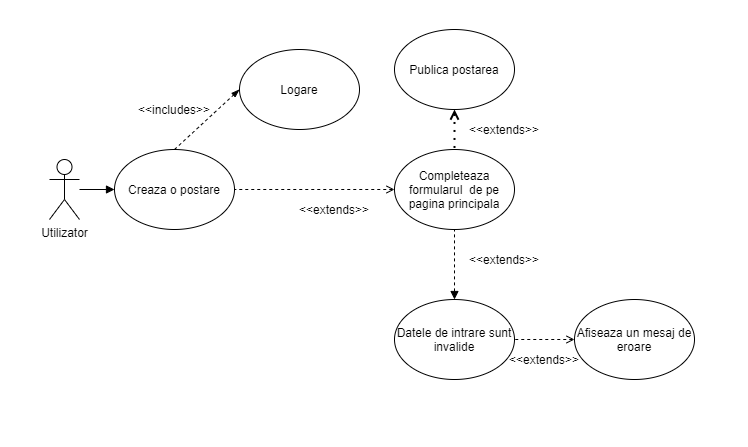 Publica postarea
Logare
<<includes>>
<<extends>>
Completeaza
formularul de pe
pagina principala
Creaza o postare
<<extends>>
Utilizator
<<extends>>
Datele de intrare sunt
invalide
Afiseaza un mesaj de
eroare
<<extends>>